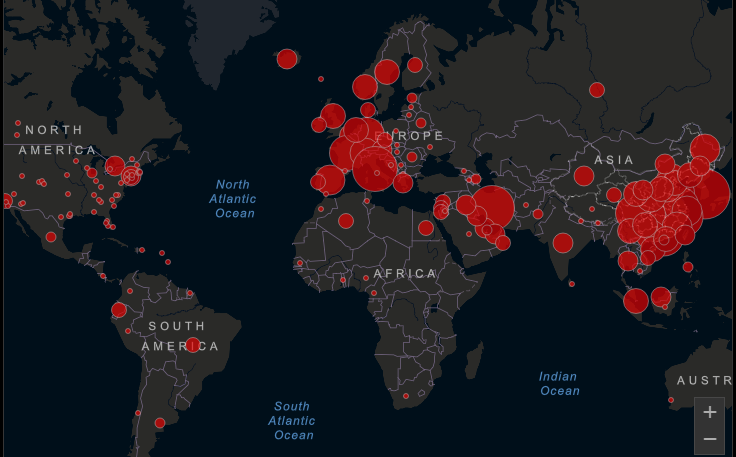 NORTH
AMERICA
EUROPE
ASIA
North
Atlantic
Ocean
AFRICA
SOUTH
AMERICA
Indian
Ocean
AUSTR
South
Atlantic
Ocean
+
−